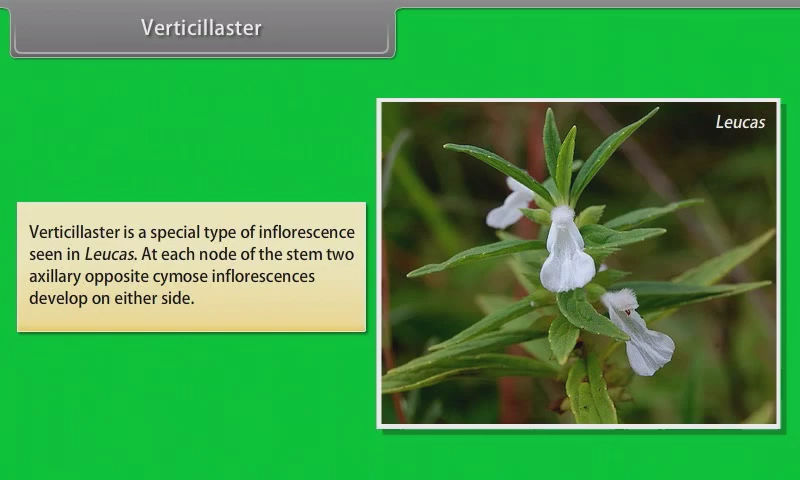 Verticillaster
Leucas
Verticillaster is a special type of inflorescence
seen in Leucas. At each node of the stem two
axillary opposite cymose inflorescences
develop on either side.